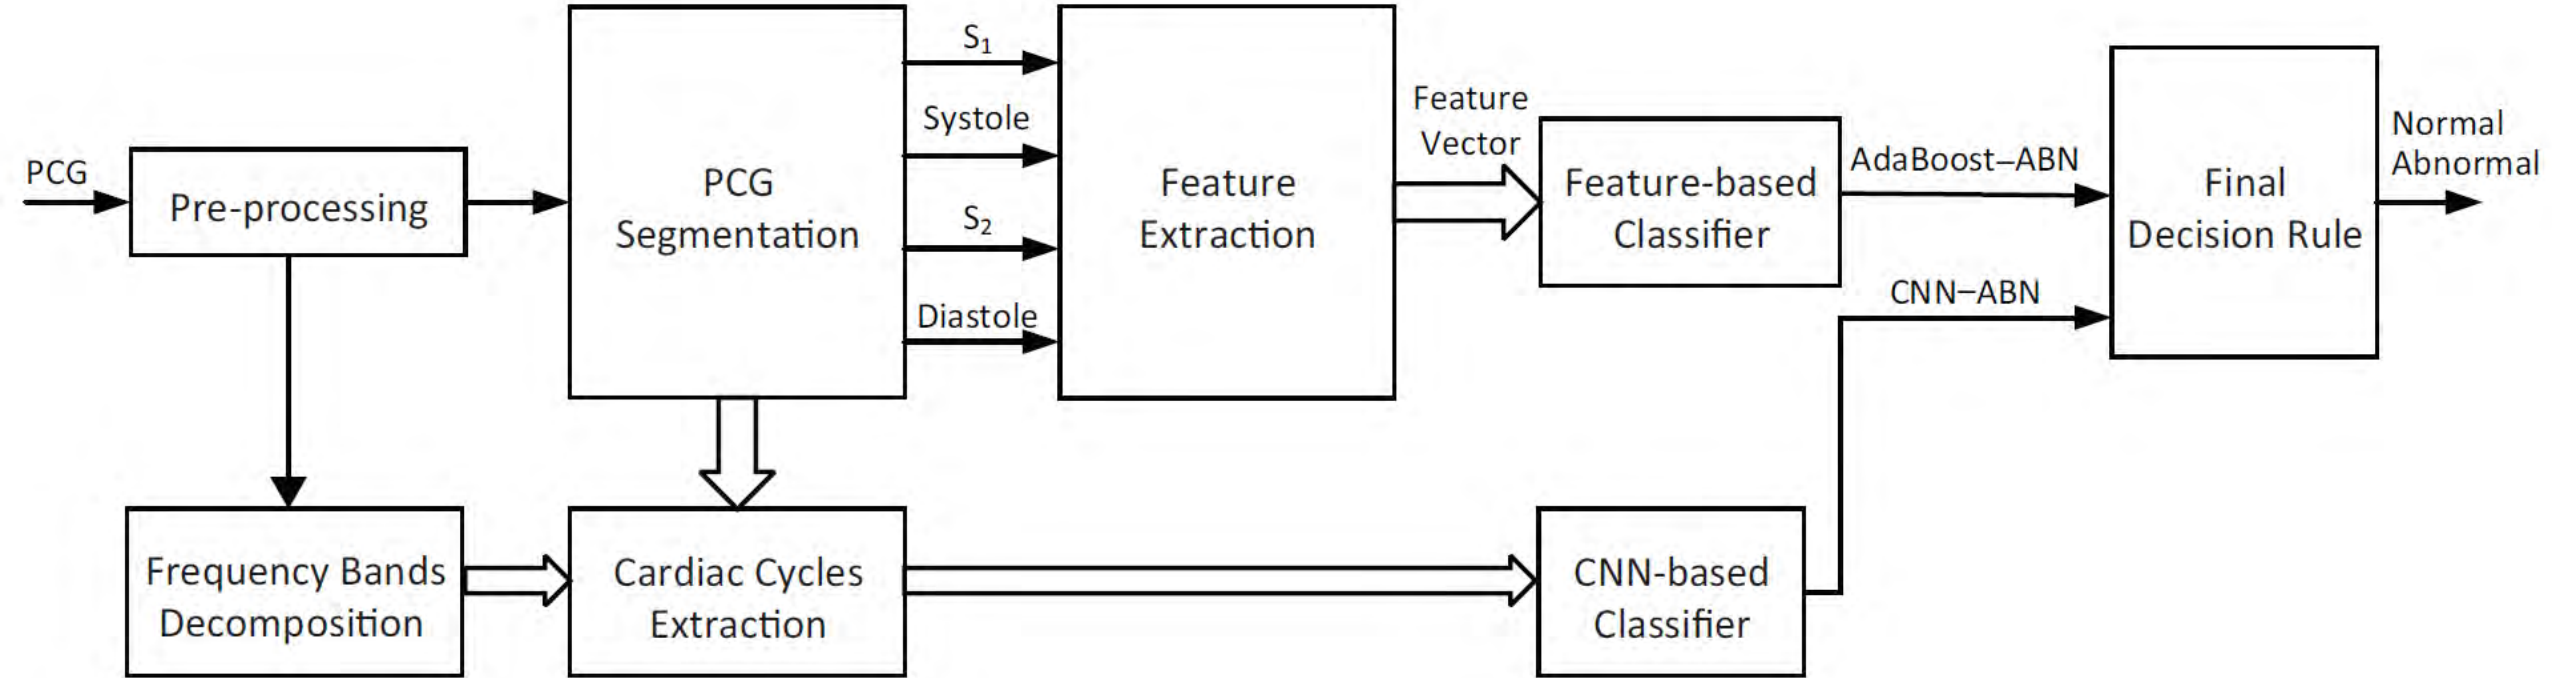 PCG
Pre-processing
PCG
Segmentation
S₁
Systole
S₂
Diastole
Feature
Extraction
Feature
Vector
Feature-based
Classifier
AdaBoost–ABN
CNN–ABN
Final
Decision Rule
Normal
Abnormal
Frequency Bands
Decomposition
Cardiac Cycles
Extraction
CNN-based
Classifier